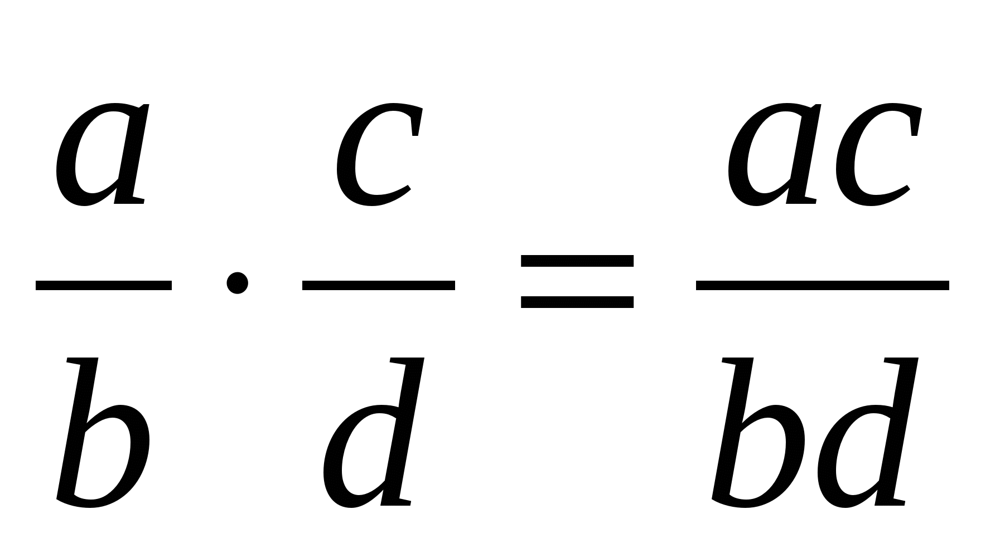 a/b · c/d = ac/bd